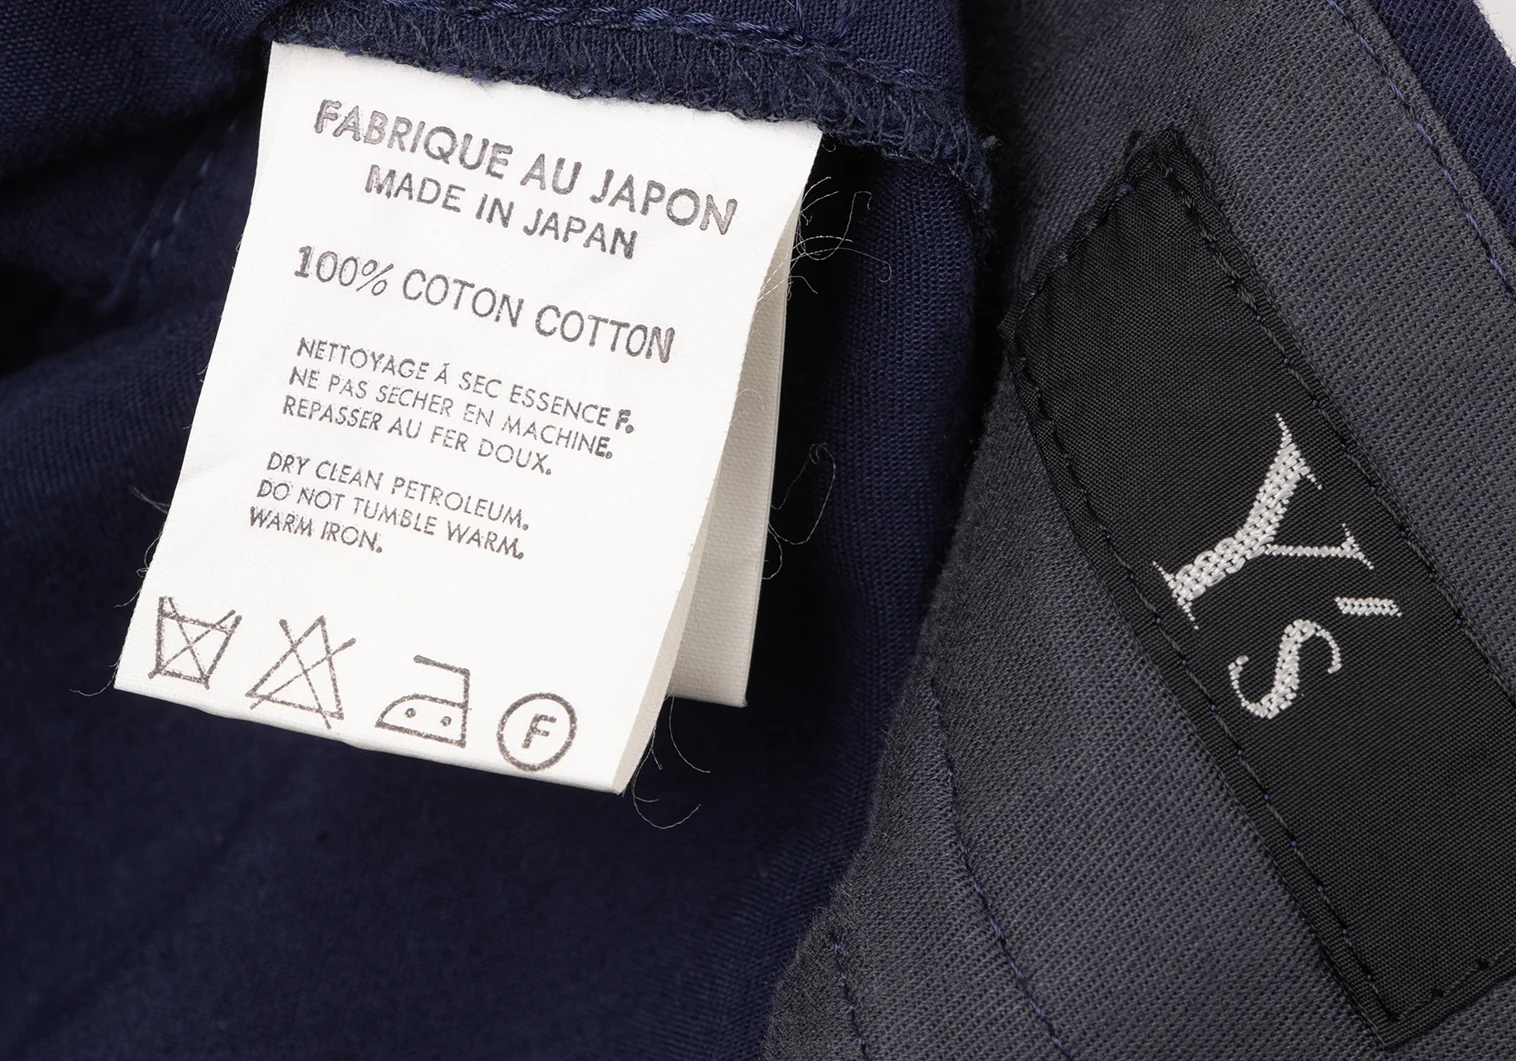 FABRIQUE AU JAPON
MADE IN JAPAN
100% COTON COTTON
NETTOYAGE Á SEC ESSENCE F.
NE PAS SECHER EN MACHINE.
REPASSER AU FER DOUX.
DRY CLEAN PETROLEUM.
DO NOT TUMBLE WARM.
WARM IRON.
F
Y's